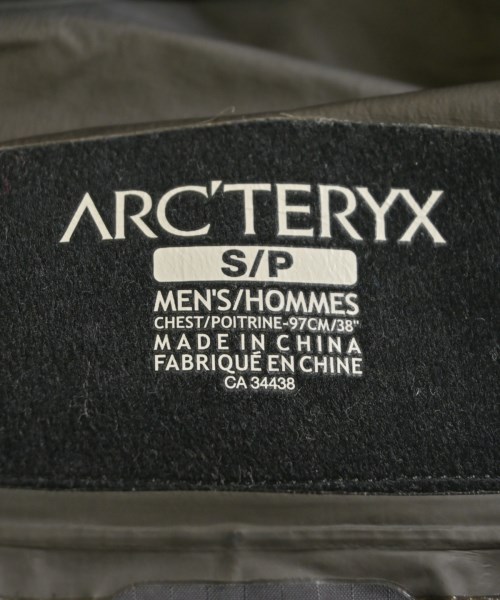 ARC'TERYX
S/P
MEN'S/HOMMES
CHEST/POITRINE-97CM/38"
MADE IN CHINA
FABRIQUÉ EN CHINE
CA 34438